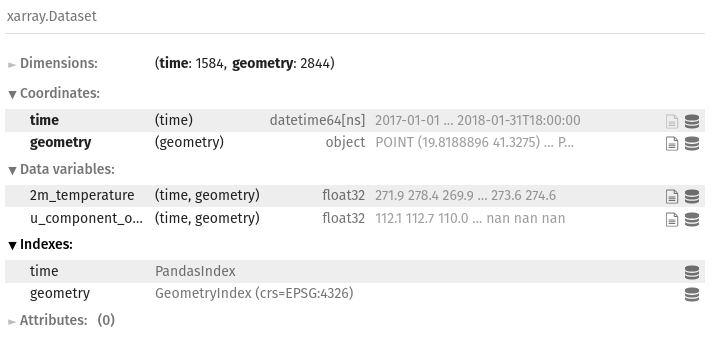 xarray.Dataset
► Dimensions: (time: 1584, geometry: 2844)
▼ Coordinates:
time (time) datetime64[ns] 2017-01-01 ... 2018-01-31T18:00:00
geometry (geometry) object POINT (19.8188896 41.3275) ... P...
▼ Data variables:
2m_temperature (time, geometry) float32 271.9 278.4 269.9 ... 273.6 274.6
u_component_o... (time, geometry) float32 112.1 112.7 110.0 ... nan nan nan
▼ Indexes:
time PandasIndex
geometry GeometryIndex (crs=EPSG:4326)
► Attributes: (0)